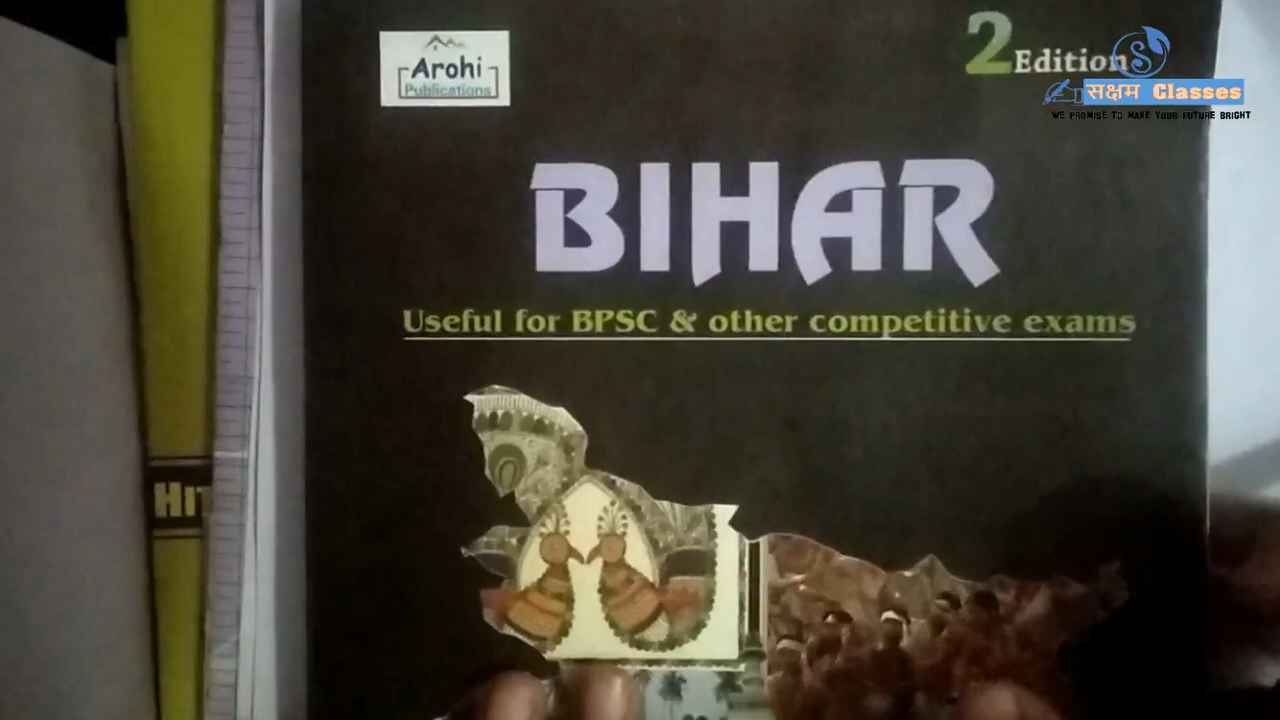 Arohi
Publications
2 Edition
S
सक्षम Classes
WE PROMISE TO MAKE YOUR FUTURE BRIGHT
BIHAR
Useful for BPSC & other competitive exams
HIT